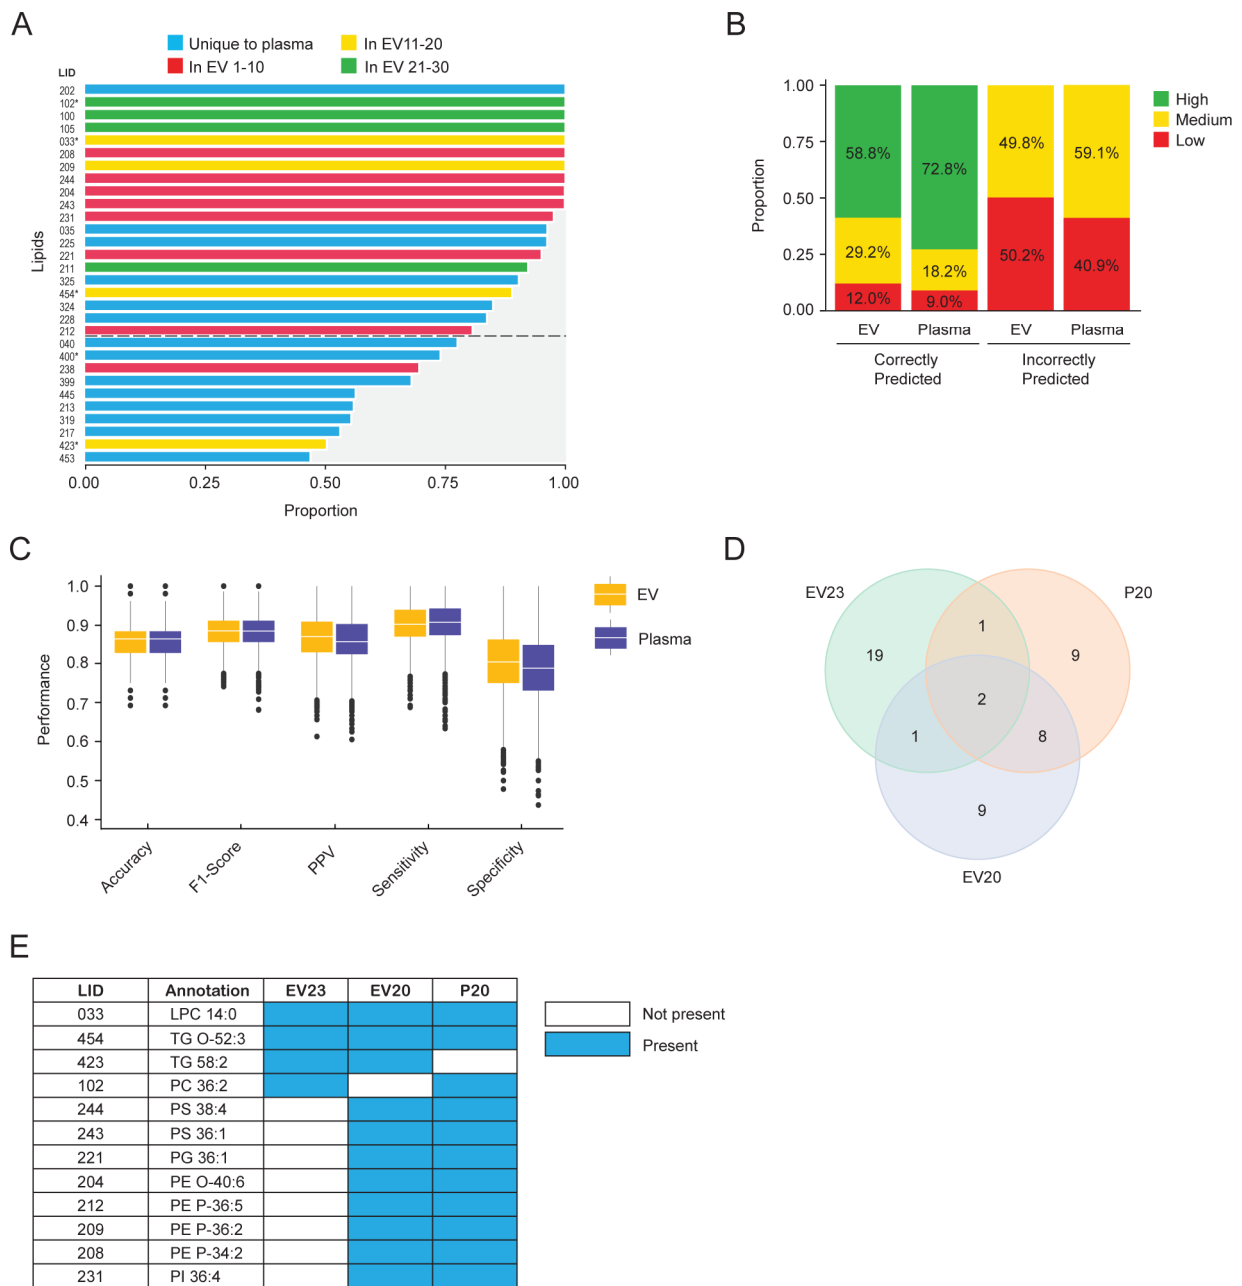 A
Unique to plasma
In EV11-20
In EV 1-10
In EV 21-30
LID
202
102*
100
105
033*
208
209
244
204
243
231
035
225
221
211
325
454*
324
228
212
040
400*
238
399
445
213
319
217
423*
453
Lipids
0.00 0.25 0.50 0.75 1.00
Proportion
B
1.00
0.75
0.50
0.25
0.00
Proportion
58.8%
72.8%
49.8%
59.1%
29.2%
18.2%
50.2%
40.9%
12.0%
9.0%
High
Medium
Low
EV Plasma EV Plasma
Correctly Predicted
Incorrectly Predicted
C
1.0
0.9
0.8
0.7
0.6
0.5
0.4
Performance
EV
Plasma
Accuracy
F1-Score
PPV
Sensitivity
Specificity
D
EV23
P20
1
19
9
2
1
8
9
EV20
E
LID Annotation EV23 EV20 P20
033 LPC 14:0
454 TG O-52:3
423 TG 58:2
102 PC 36:2
244 PS 38:4
243 PS 36:1
221 PG 36:1
204 PE O-40:6
212 PE P-36:5
209 PE P-36:2
208 PE P-34:2
231 PI 36:4
Not present
Present